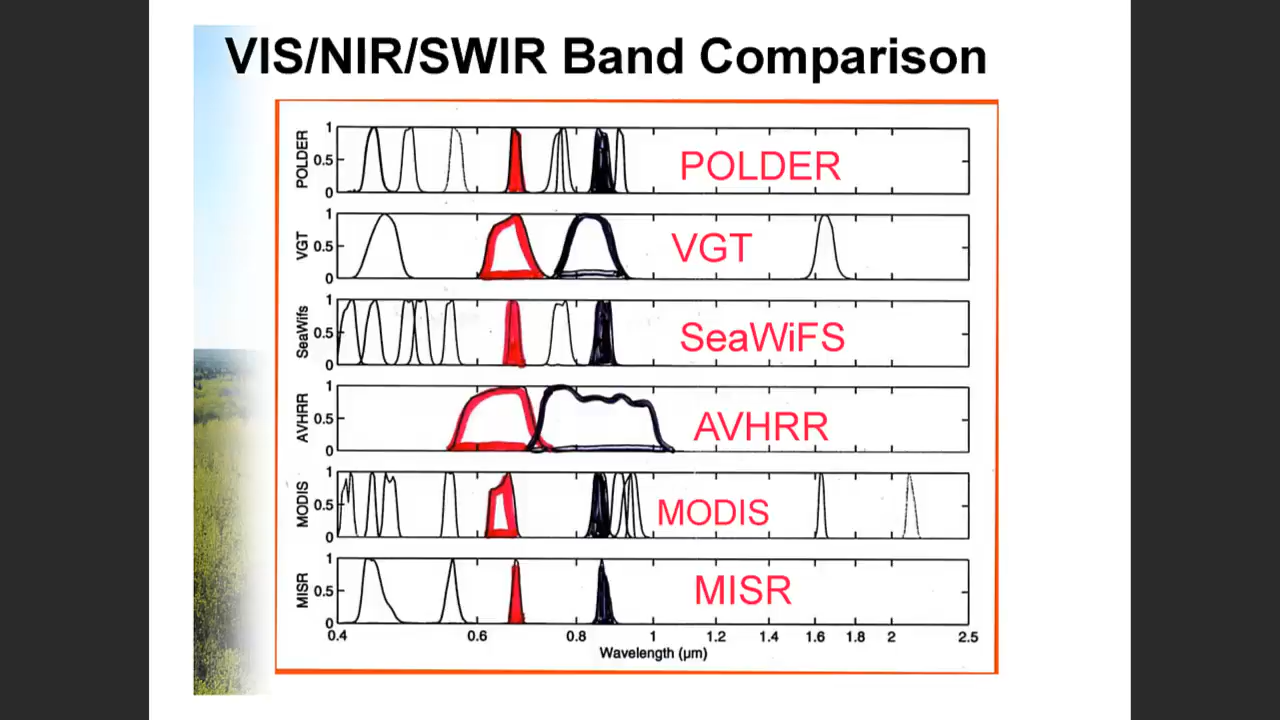 VIS/NIR/SWIR Band Comparison
POLDER
1
0.5
0
POLDER
VGT
1
0.5
0
VGT
SeaWifs
1
0.5
0
SeaWiFS
AVHRR
1
0.5
0
AVHRR
MODIS
1
0.5
0
MODIS
MISR
1
0.5
0
MISR
0.4 0.6 0.8 1 1.2 1.4 1.6 1.8 2 2.5
Wavelength (μm)